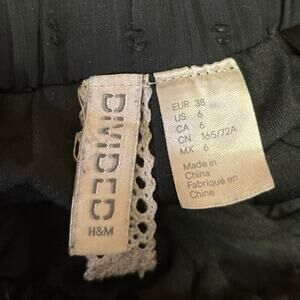 DIVIDED
H&M
EUR 38
US 6
CA 6
CN 165/72A
MX 6
Made in
China
Fabriqué en
Chine